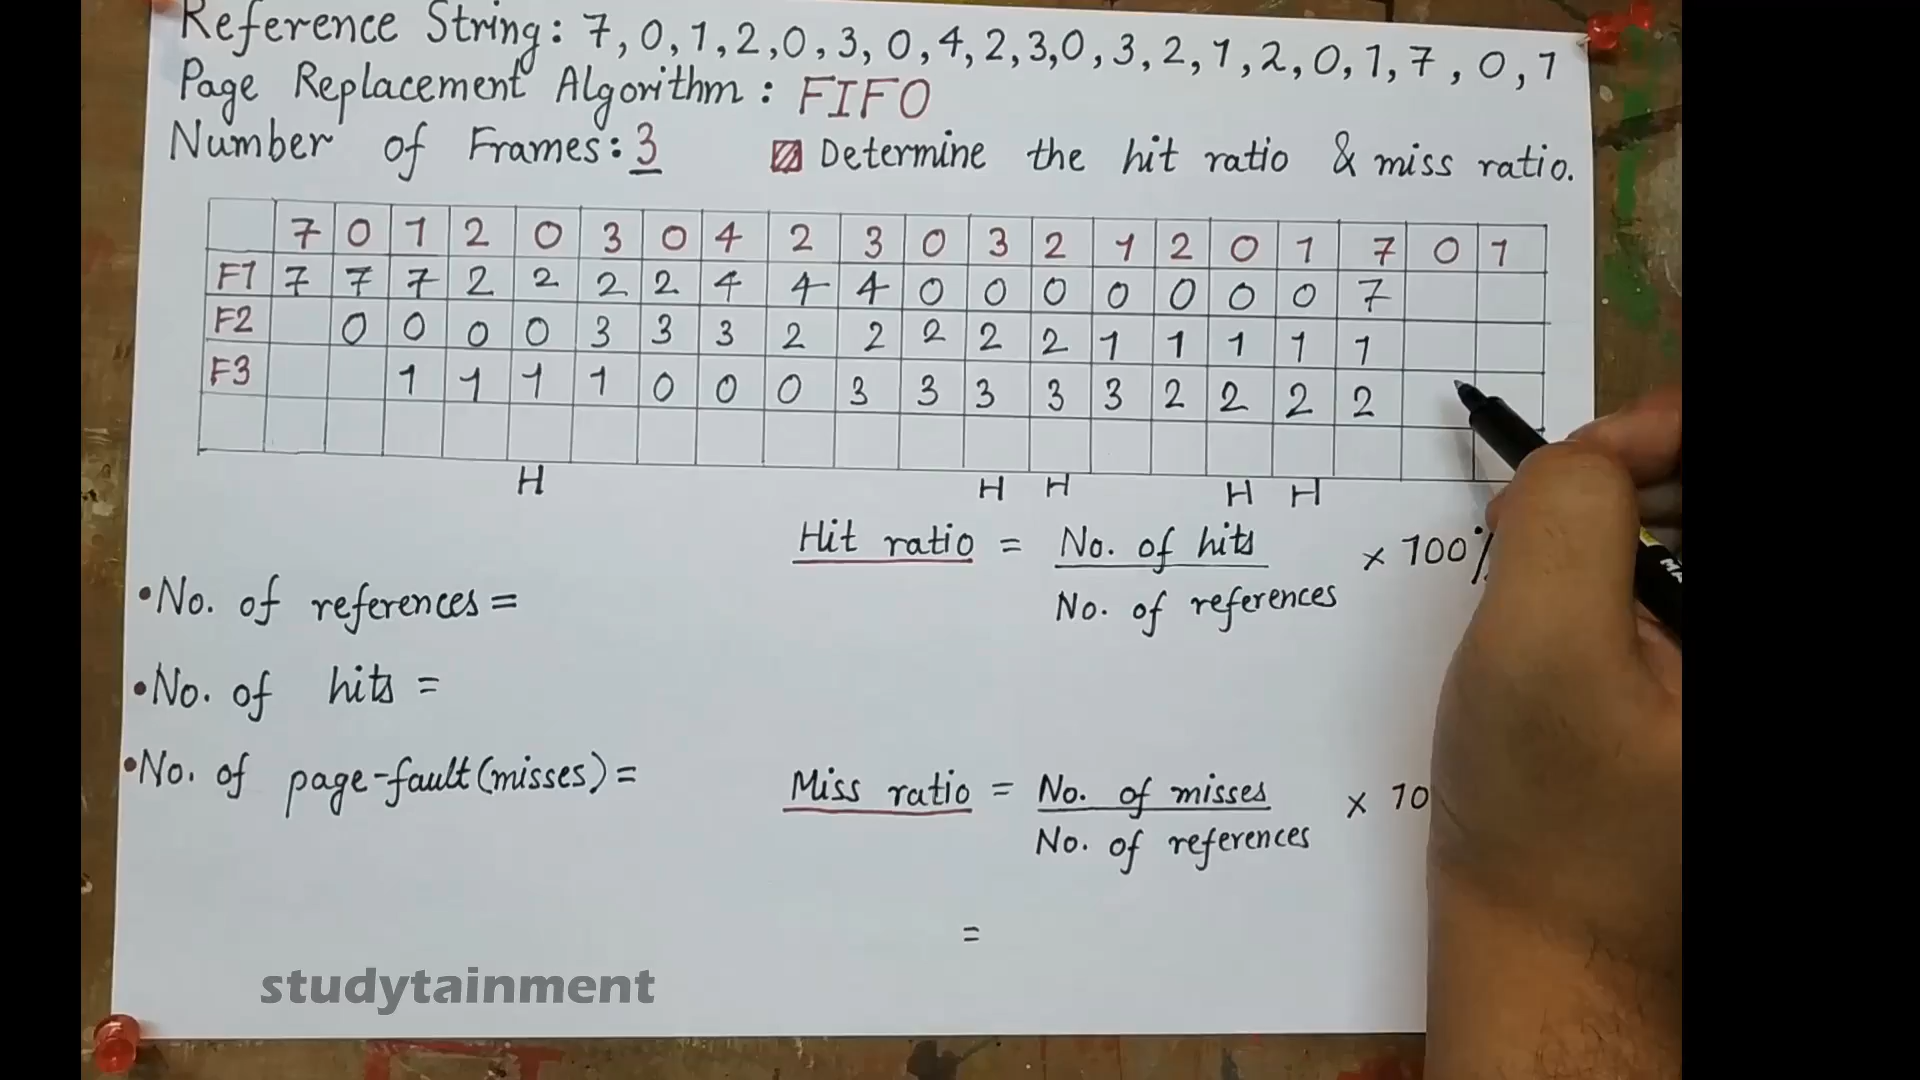 Reference String: 7, 0, 1, 2, 0, 3, 0, 4, 2, 3, 0, 3, 2, 1, 2, 0, 1, 7, 0, 1
Page Replacement Algorithm: FIFO
Number of Frames: 3 Determine the hit ratio & miss ratio.
7 0 1 2 0 3 0 4 2 3 0 3 2 1 2 0 1 7 0 1
F1 7 7 7 2 2 2 2 4 4 4 0 0 0 0 0 0 0 7
F2 0 0 0 0 3 3 3 2 2 2 2 2 1 1 1 1 1
F3 1 1 1 1 0 0 0 3 3 3 3 3 2 2 2 2
H H H H H
Hit ratio = No. of hits × 100%
No. of references
• No. of references =
• No. of hits =
• No. of page-fault (misses) =
Miss ratio = No. of misses × 10
No. of references
=
studytainment